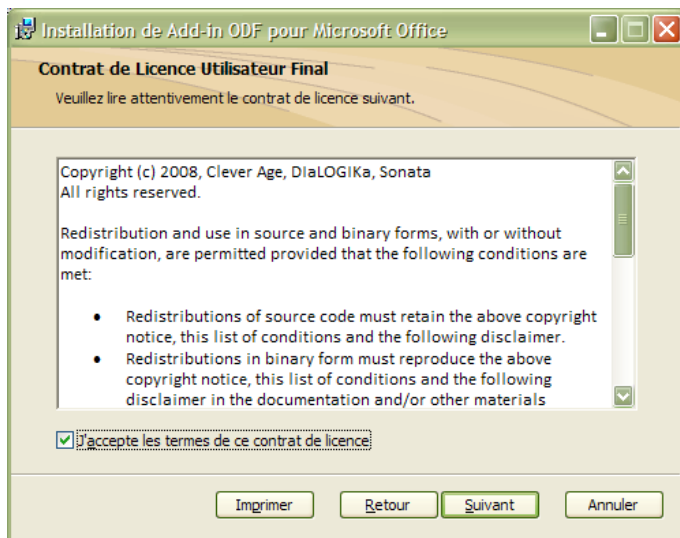 Installation de Add-in ODF pour Microsoft Office
Contrat de Licence Utilisateur Final
Veuillez lire attentivement le contrat de licence suivant.
Copyright (c) 2008, Clever Age, DIaLOGIKa, Sonata
All rights reserved.
Redistribution and use in source and binary forms, with or without
modification, are permitted provided that the following conditions are
met:
• Redistributions of source code must retain the above copyright
notice, this list of conditions and the following disclaimer.
• Redistributions in binary form must reproduce the above
copyright notice, this list of conditions and the following
disclaimer in the documentation and/or other materials
J'accepte les termes de ce contrat de licence
Imprimer Retour Suivant Annuler